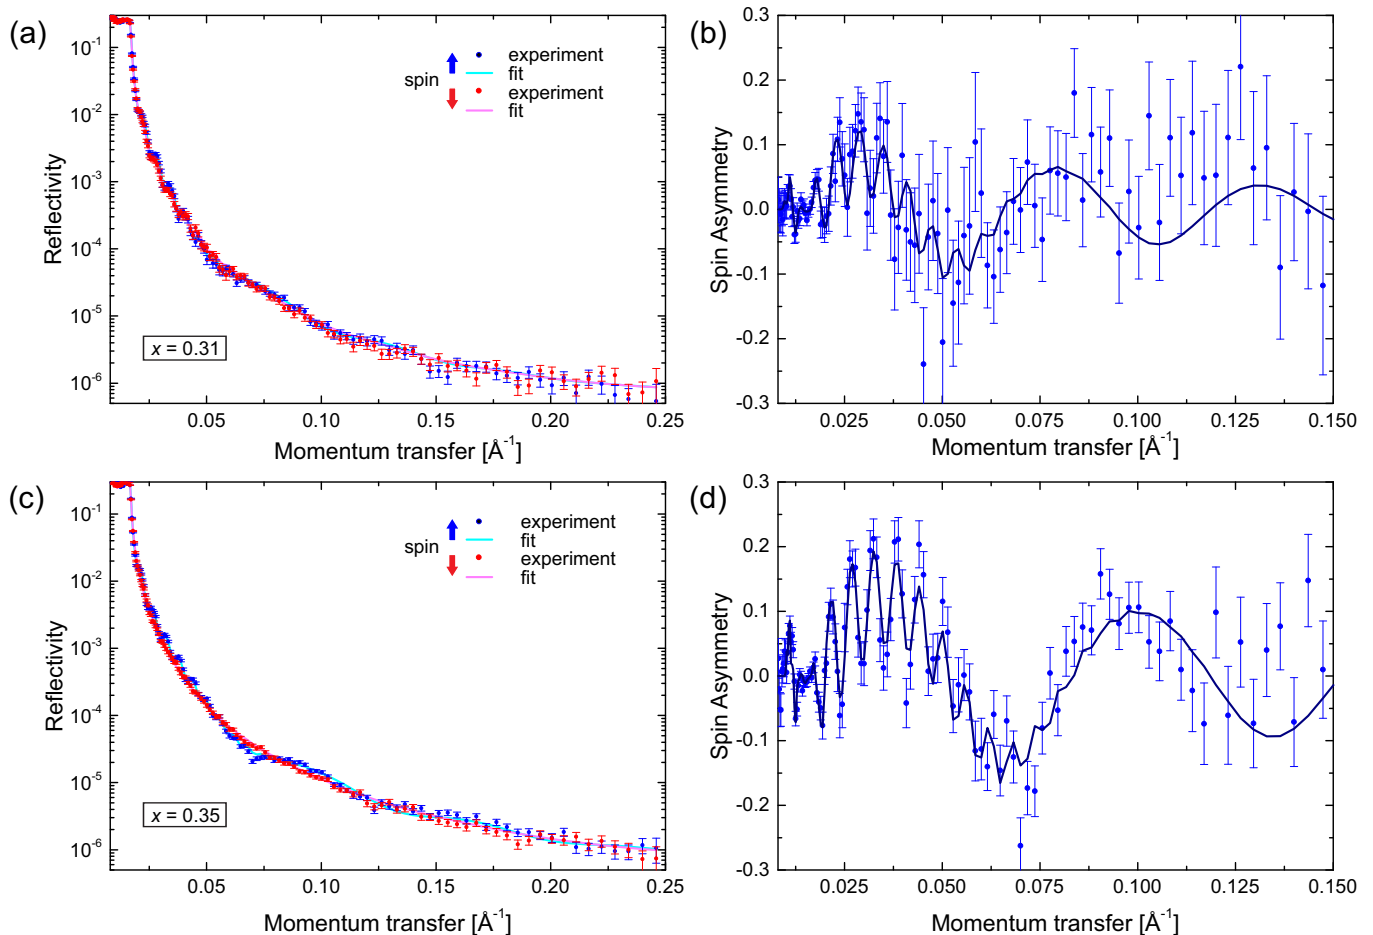 (a)
Reflectivity
10⁻¹
10⁻²
10⁻³
10⁻⁴
10⁻⁵
10⁻⁶
spin
experiment
fit
experiment
fit
x = 0.31
0.05 0.10 0.15 0.20 0.25
Momentum transfer [Å⁻¹]
(b)
Spin Asymmetry
0.3
0.2
0.1
0.0
-0.1
-0.2
-0.3
0.025 0.050 0.075 0.100 0.125 0.150
Momentum transfer [Å⁻¹]
(c)
Reflectivity
10⁻¹
10⁻²
10⁻³
10⁻⁴
10⁻⁵
10⁻⁶
spin
experiment
fit
experiment
fit
x = 0.35
0.05 0.10 0.15 0.20 0.25
Momentum transfer [Å⁻¹]
(d)
Spin Asymmetry
0.3
0.2
0.1
0.0
-0.1
-0.2
-0.3
0.025 0.050 0.075 0.100 0.125 0.150
Momentum transfer [Å⁻¹]